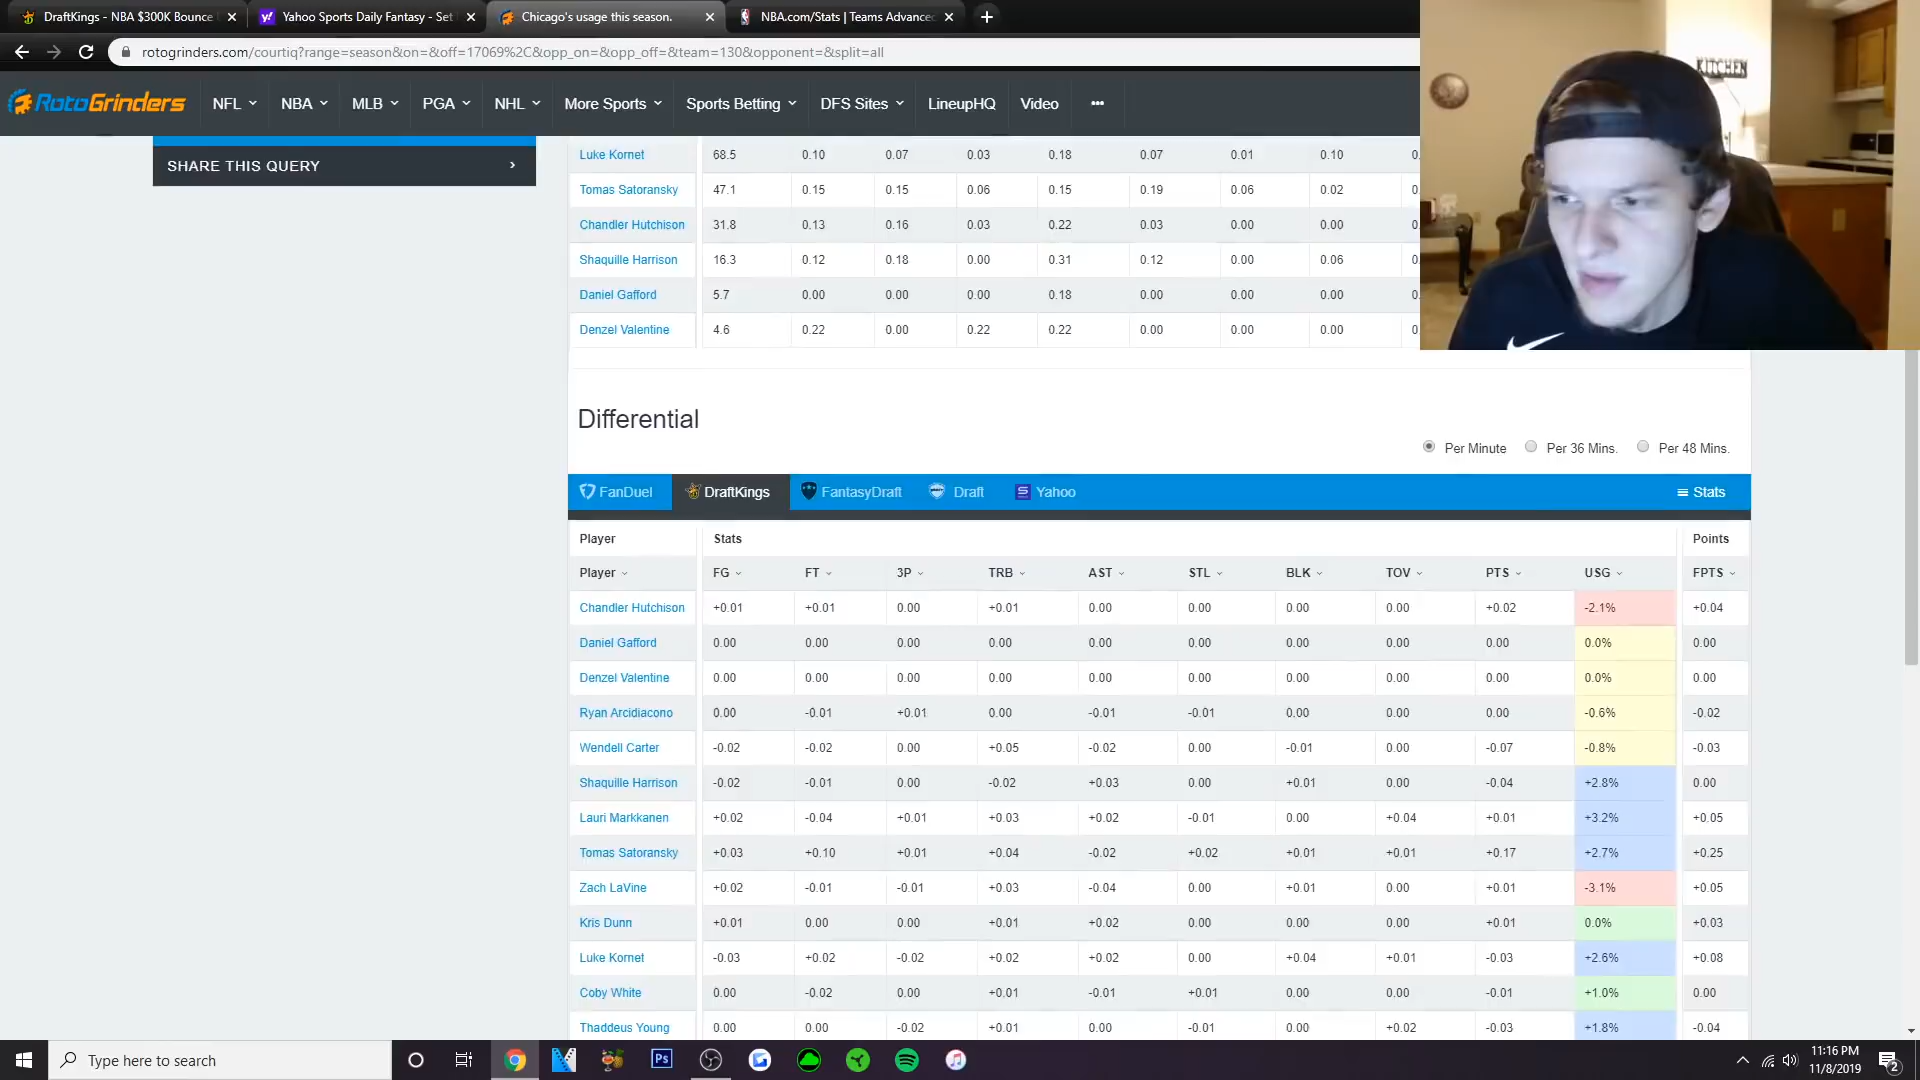 DraftKings - NBA $300K Bounce
Yahoo Sports Daily Fantasy - Set
Chicago's usage this season.
NBA.com/Stats | Teams Advanced
rotogrinders.com/courtiq?range=season&on=&off=17069%2C&opp_on=&opp_off=&team=130&opponent=&split=all
RotoGrinders NFL NBA MLB PGA NHL More Sports Sports Betting DFS Sites LineupHQ Video
KITCHEN
SHARE THIS QUERY
Luke Kornet 68.5 0.10 0.07 0.03 0.18 0.07 0.01 0.10 0.
Tomas Satoransky 47.1 0.15 0.15 0.06 0.15 0.19 0.06 0.02 0.
Chandler Hutchison 31.8 0.13 0.16 0.03 0.22 0.03 0.00 0.00 0.
Shaquille Harrison 16.3 0.12 0.18 0.00 0.31 0.12 0.00 0.06 0.
Daniel Gafford 5.7 0.00 0.00 0.00 0.18 0.00 0.00 0.00 0.
Denzel Valentine 4.6 0.22 0.00 0.22 0.22 0.00 0.00 0.00 0.
Differential
Per Minute Per 36 Mins. Per 48 Mins.
FanDuel DraftKings FantasyDraft Draft Yahoo Stats
Player Stats Points
Player FG FT 3P TRB AST STL BLK TOV PTS USG FPTS
Chandler Hutchison +0.01 +0.01 0.00 +0.01 0.00 0.00 0.00 0.00 +0.02 -2.1% +0.04
Daniel Gafford 0.00 0.00 0.00 0.00 0.00 0.00 0.00 0.00 0.00 0.0% 0.00
Denzel Valentine 0.00 0.00 0.00 0.00 0.00 0.00 0.00 0.00 0.00 0.0% 0.00
Ryan Arcidiacono 0.00 -0.01 +0.01 0.00 -0.01 -0.01 0.00 0.00 0.00 -0.6% -0.02
Wendell Carter -0.02 -0.02 0.00 +0.05 -0.02 0.00 -0.01 0.00 -0.07 -0.8% -0.03
Shaquille Harrison -0.02 -0.01 0.00 -0.02 +0.03 0.00 +0.01 0.00 -0.04 +2.8% 0.00
Lauri Markkanen +0.02 -0.04 +0.01 +0.03 +0.02 -0.01 0.00 +0.04 +0.01 +3.2% +0.05
Tomas Satoransky +0.03 +0.10 +0.01 +0.04 -0.02 +0.02 +0.01 +0.01 +0.17 +2.7% +0.25
Zach LaVine +0.02 -0.01 -0.01 +0.03 -0.04 0.00 +0.01 0.00 +0.01 -3.1% +0.05
Kris Dunn +0.01 0.00 0.00 +0.01 +0.02 0.00 0.00 0.00 +0.01 0.0% +0.03
Luke Kornet -0.03 +0.02 -0.02 +0.02 +0.02 0.00 +0.04 +0.01 -0.03 +2.6% +0.08
Coby White 0.00 -0.02 0.00 +0.01 -0.01 +0.01 0.00 0.00 -0.01 +1.0% 0.00
Thaddeus Young 0.00 0.00 -0.02 +0.01 0.00 -0.01 0.00 +0.02 -0.03 +1.8% -0.04
Type here to search
Ps
11:16 PM
11/8/2019
2